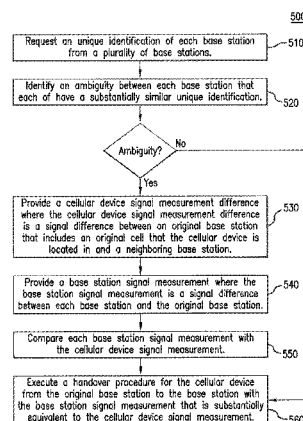 500
Request an unique identification of each base station
from a plurality of base stations.
510
Identify an ambiguity between each base station that
each of have a substantially similar unique identification.
520
Ambiguity?
No
Yes
Provide a cellular device signal measurement difference
where the cellular device signal measurement difference
is a signal difference between an original base station
that includes an original cell that the cellular device is
located in and a neighboring base station.
530
Provide a base station signal measurement where the
base station signal measurement is a signal difference
between each base station and the original base station.
540
Compare each base station signal measurement with
the cellular device signal measurement.
550
Execute a handover procedure for the cellular device
from the original base station to the base station with
the base station signal measurement that is substantially
equivalent to the cellular device signal measurement.
560